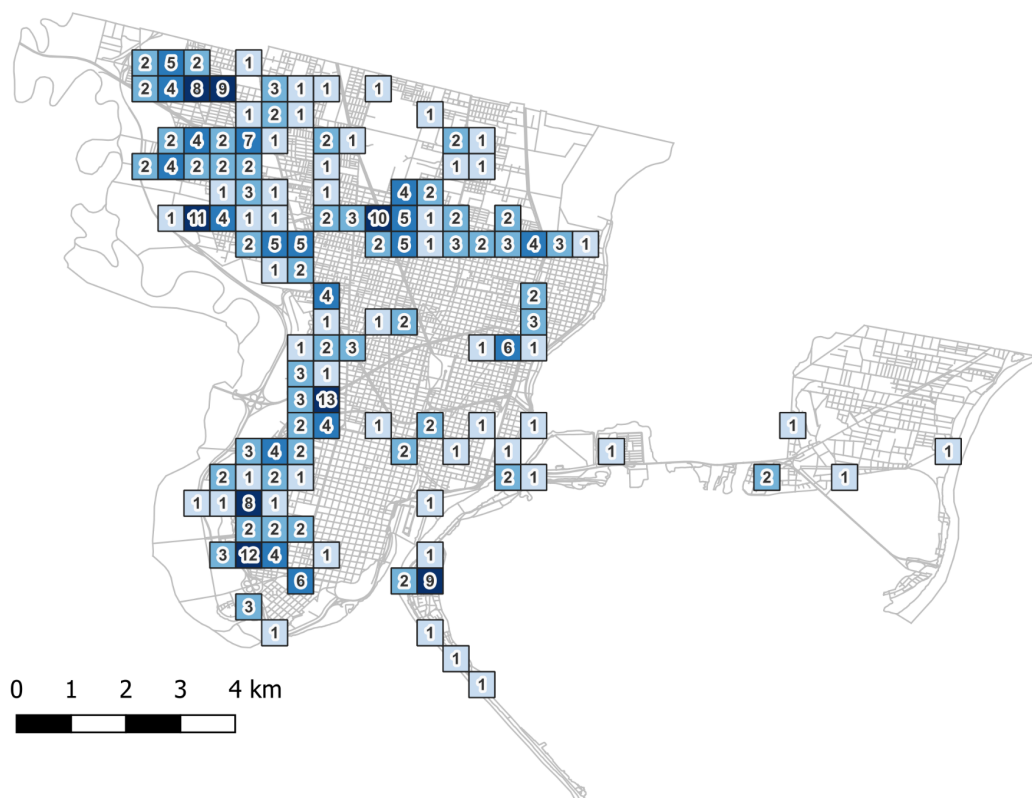 2 5 2 1
2 4 8 9 3 1 1 1
1 2 1 1
2 4 2 7 1 2 1 2 1
2 4 2 2 2 1 1 1
1 3 1 1 4 2
1 11 4 1 1 2 3 10 5 1 2 2
2 5 5 2 5 1 3 2 3 4 3 1
1 2
4 2
1 1 2 3
1 2 3 1 6 1
3 1
3 13
2 4 1 2 1 1 1
3 4 2 2 1 1 1 1
2 1 2 1 2 1 2 1
1 1 8 1 1
2 2 2
3 12 4 1 1
6 2 9
3
1 1
1
1
0 1 2 3 4 km